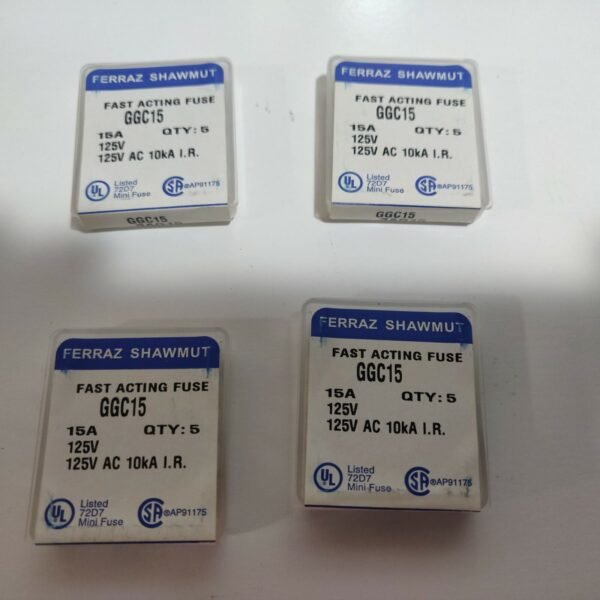 FERRAZ SHAWMUT
FAST ACTING FUSE
GGC15
15A QTY: 5
125V
125V AC 10kA I.R.
UL Listed
72D7
Mini Fuse
SA ®AP91175
GGC15
FERRAZ SHAWMUT
FAST ACTING FUSE
GGC15
15A QTY: 5
125V
125V AC 10kA I.R.
UL Listed
72D7
Mini Fuse
SA ®AP91175
GGC15
FERRAZ SHAWMUT
FAST ACTING FUSE
GGC15
15A QTY: 5
125V
125V AC 10kA I.R.
UL Listed
72D7
Mini Fuse
SA ®AP91175
FERRAZ SHAWMUT
FAST ACTING FUSE
GGC15
15A QTY: 5
125V
125V AC 10kA I.R.
UL Listed
72D7
Mini Fuse
SA ®AP91175